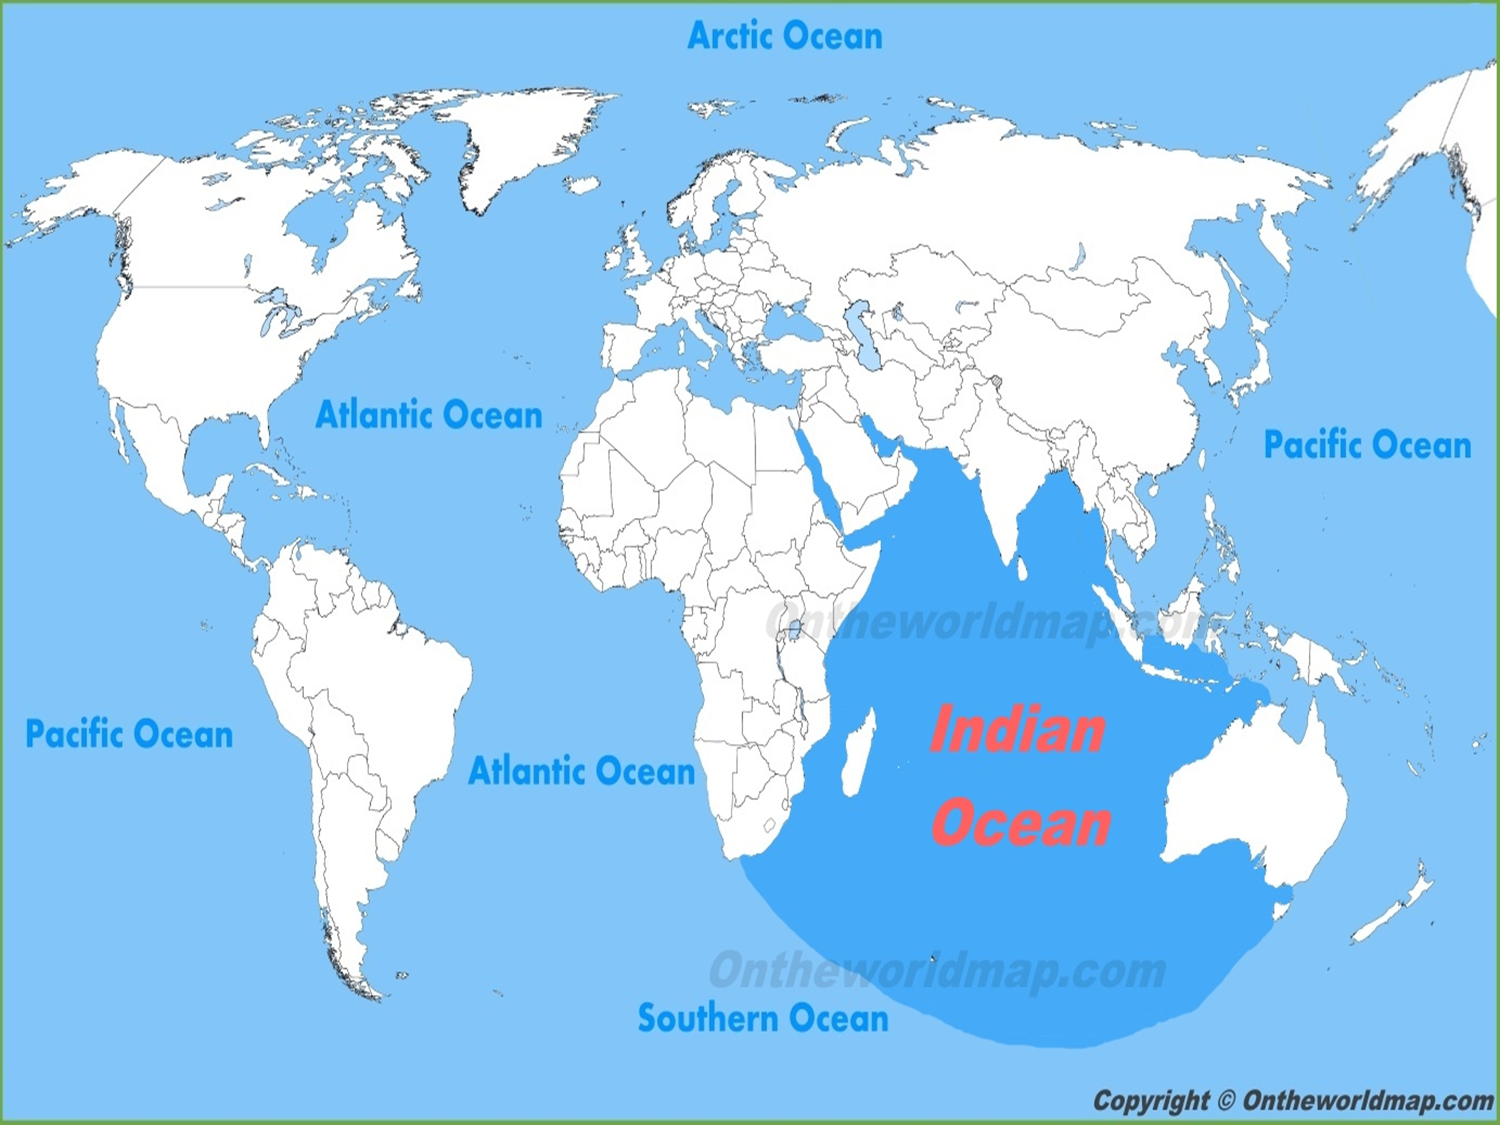 Arctic Ocean
Atlantic Ocean
Pacific Ocean
Ontheworldmap.com
Indian
Ocean
Pacific Ocean
Atlantic Ocean
Ontheworldmap.com
Southern Ocean
Copyright © Ontheworldmap.com